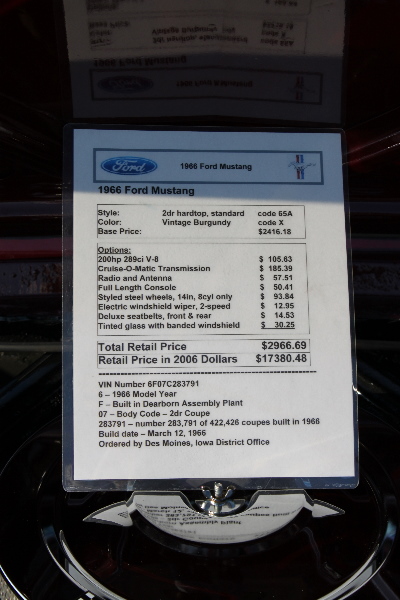 Ford 1966 Ford Mustang
1966 Ford Mustang
Style: 2dr hardtop, standard code 65A
Color: Vintage Burgundy code X
Base Price: $2416.18
Options:
200hp 289ci V-8 $ 105.63
Cruise-O-Matic Transmission $ 185.39
Radio and Antenna $ 57.51
Full Length Console $ 50.41
Styled steel wheels, 14in, 8cyl only $ 93.84
Electric windshield wiper, 2-speed $ 12.95
Deluxe seatbelts, front & rear $ 14.53
Tinted glass with banded windshield $ 30.25
Total Retail Price $2966.69
Retail Price in 2006 Dollars $17380.48
VIN Number 6F07C283791
6 – 1966 Model Year
F – Built in Dearborn Assembly Plant
07 – Body Code – 2dr Coupe
283791 – number 283,791 of 422,426 coupes built in 1966
Build date – March 12, 1966
Ordered by Des Moines, Iowa District Office